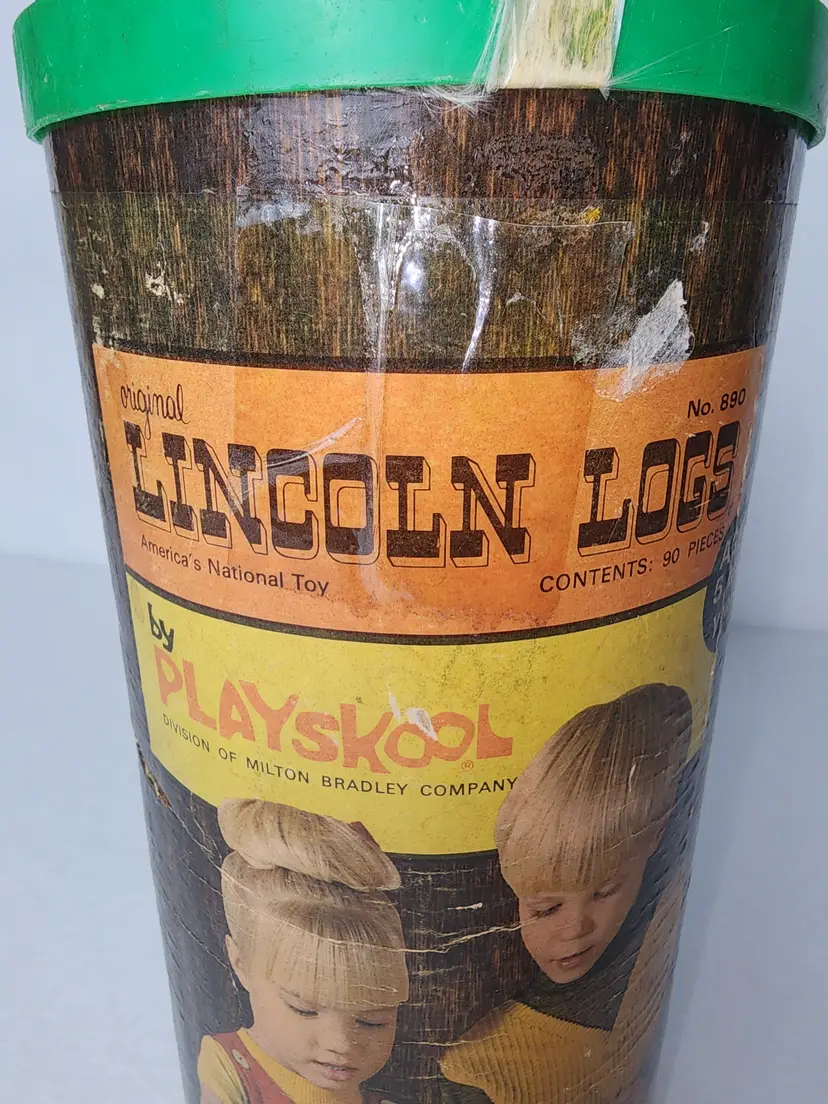 original
No. 890
LINCOLN LOGS
America's National Toy
CONTENTS: 90 PIECES
by
PLAYSKOOL®
DIVISION OF MILTON BRADLEY COMPANY